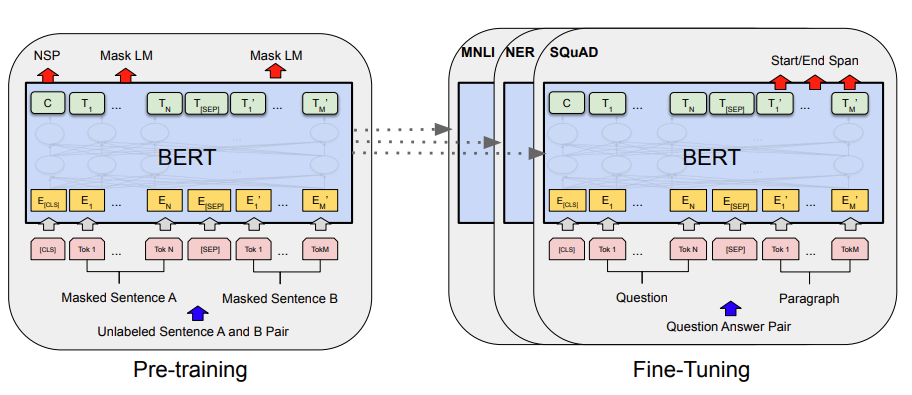 NSP Mask LM Mask LM
C T1 ... TN T[SEP] T1' ... TM'
BERT
E[CLS] E1 ... EN E[SEP] E1' ... EM'
[CLS] Tok 1 ... Tok N [SEP] Tok 1 ... TokM
Masked Sentence A Masked Sentence B
Unlabeled Sentence A and B Pair
Pre-training
MNLI NER SQuAD
Start/End Span
C T1 ... TN T[SEP] T1' ... TM'
BERT
E[CLS] E1 ... EN E[SEP] E1' ... EM'
[CLS] Tok 1 ... Tok N [SEP] Tok 1 ... TokM
Question Paragraph
Question Answer Pair
Fine-Tuning